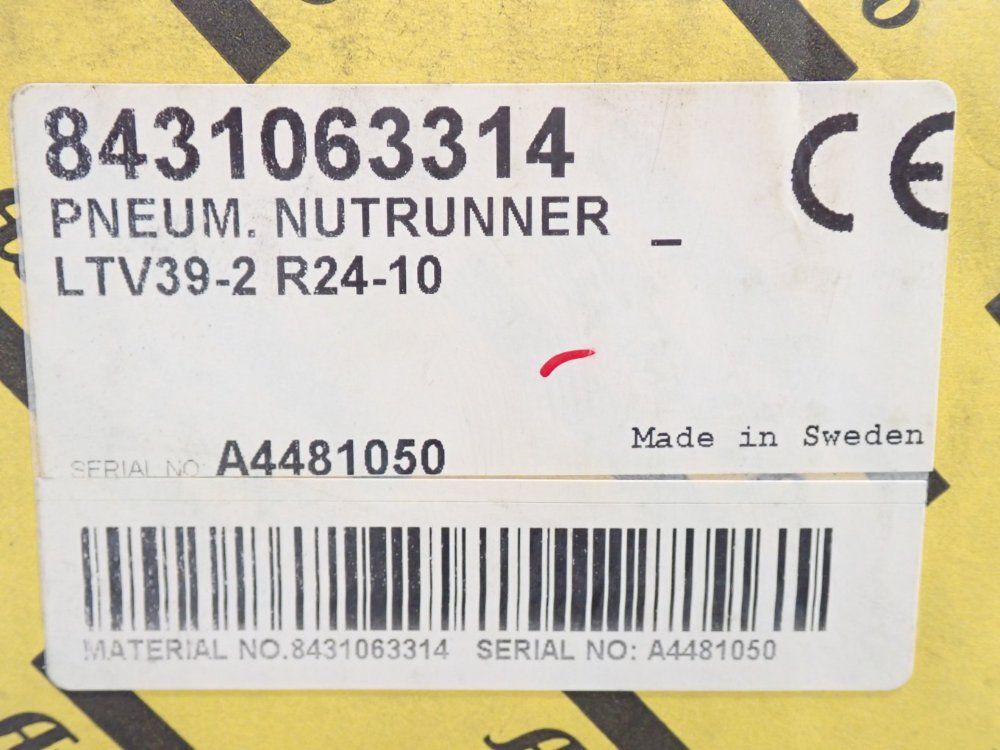 8431063314
CE
PNEUM. NUTRUNNER _
LTV39-2 R24-10
Made in Sweden
SERIAL NO A4481050
MATERIAL NO.8431063314 SERIAL NO: A4481050